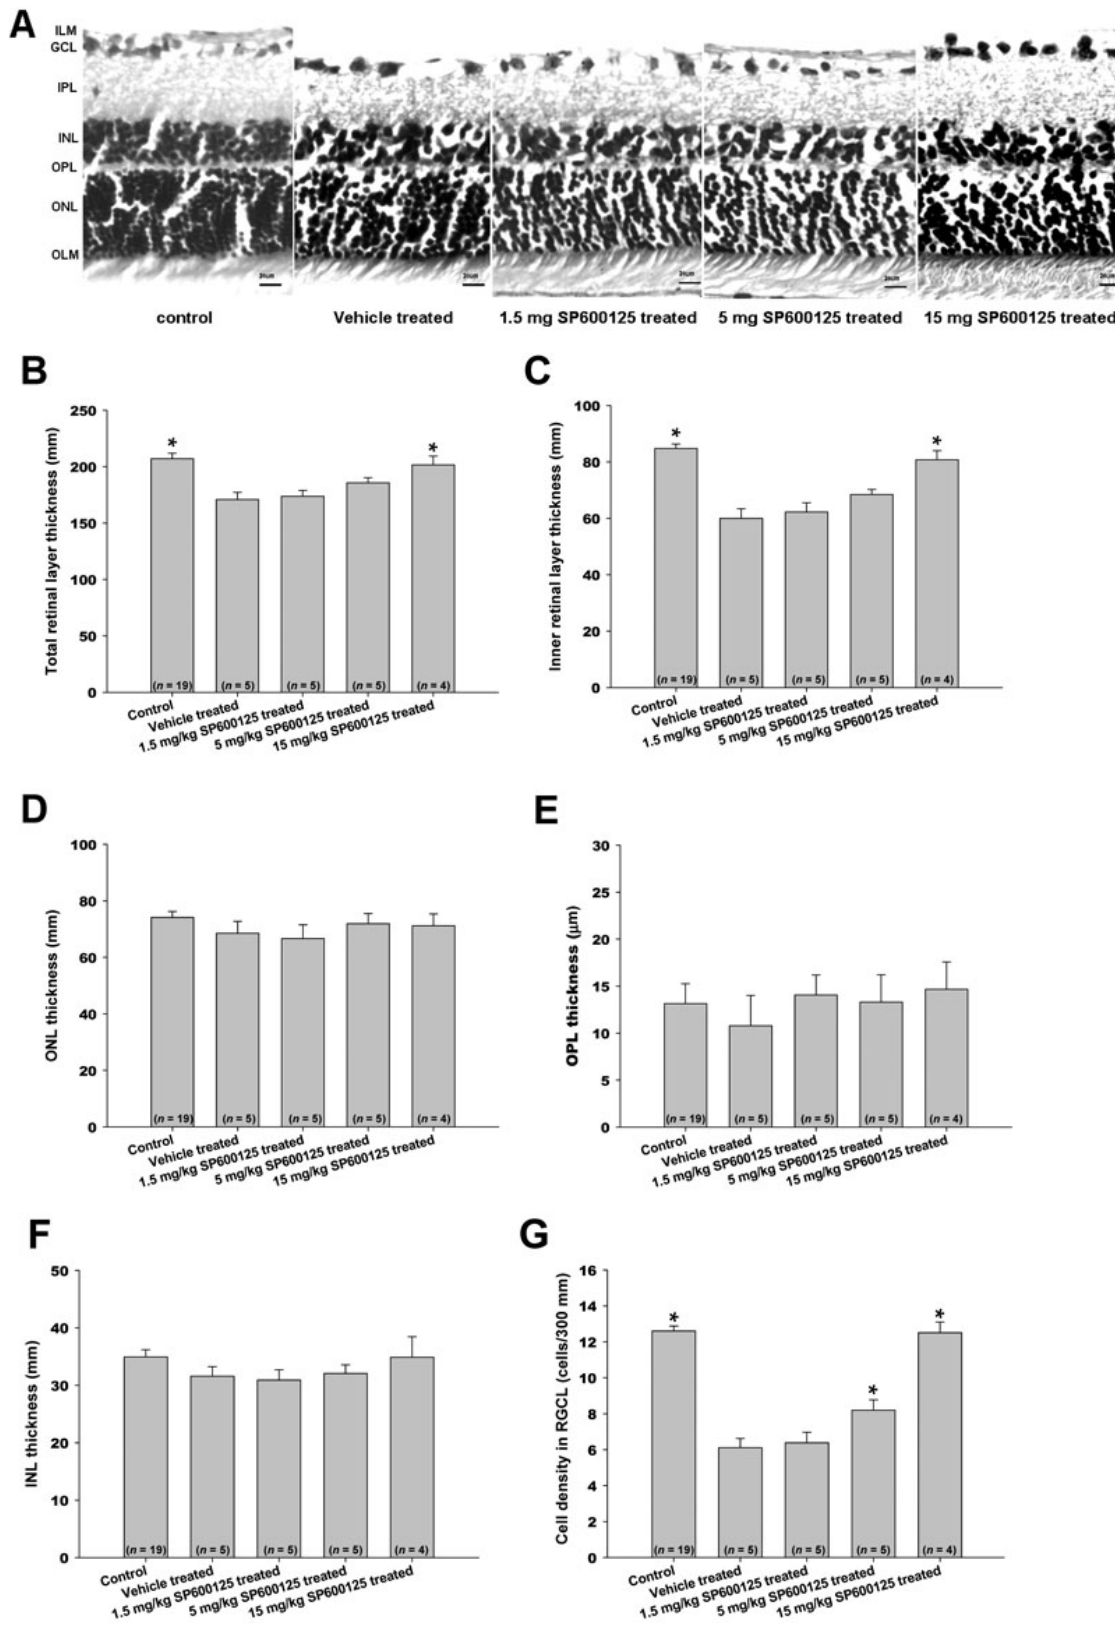 A
ILM
GCL
IPL
INL
OPL
ONL
OLM
control
Vehicle treated
1.5 mg SP600125 treated
5 mg SP600125 treated
15 mg SP600125 treated
B
Total retinal layer thickness (mm)
250
200
150
100
50
0
*
*
(n = 19)
(n = 5)
(n = 5)
(n = 5)
(n = 4)
Control
Vehicle treated
1.5 mg/kg SP600125 treated
5 mg/kg SP600125 treated
15 mg/kg SP600125 treated
C
Inner retinal layer thickness (mm)
100
80
60
40
20
0
*
*
(n = 19)
(n = 5)
(n = 5)
(n = 5)
(n = 4)
Control
Vehicle treated
1.5 mg/kg SP600125 treated
5 mg/kg SP600125 treated
15 mg/kg SP600125 treated
D
ONL thickness (mm)
100
80
60
40
20
0
(n = 19)
(n = 5)
(n = 5)
(n = 5)
(n = 4)
Control
Vehicle treated
1.5 mg/kg SP600125 treated
5 mg/kg SP600125 treated
15 mg/kg SP600125 treated
E
OPL thickness (µm)
30
25
20
15
10
5
0
(n = 19)
(n = 5)
(n = 5)
(n = 5)
(n = 4)
Control
Vehicle treated
1.5 mg/kg SP600125 treated
5 mg/kg SP600125 treated
15 mg/kg SP600125 treated
F
INL thickness (mm)
50
40
30
20
10
0
(n = 19)
(n = 5)
(n = 5)
(n = 5)
(n = 4)
Control
Vehicle treated
1.5 mg/kg SP600125 treated
5 mg/kg SP600125 treated
15 mg/kg SP600125 treated
G
Cell density in RGCL (cells/300 mm)
16
14
12
10
8
6
4
2
0
*
*
*
(n = 19)
(n = 5)
(n = 5)
(n = 5)
(n = 4)
Control
Vehicle treated
1.5 mg/kg SP600125 treated
5 mg/kg SP600125 treated
15 mg/kg SP600125 treated